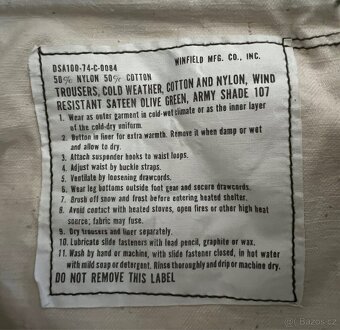 DSA100-74-C-0084 WINFIELD MFG. CO., INC.
50% NYLON 50% COTTON
TROUSERS, COLD WEATHER, COTTON AND NYLON, WIND
RESISTANT SATEEN OLIVE GREEN, ARMY SHADE 107
1. Wear as outer garment in cold-wet climate or as the inner layer
of the cold-dry uniform.
2. Button in liner for extra warmth. Remove it when damp or wet
and allow to dry.
3. Attach suspender hooks to waist loops.
4. Adjust waist by buckle straps.
5. Ventilate by loosening drawcords.
6. Wear leg bottoms outside foot gear and secure drawcords.
7. Brush off snow and frost before entering heated shelter.
8. Avoid contact with heated stoves, open fires or other high heat
source; fabric may fuse.
9. Dry trousers and liner separately.
10. Lubricate slide fasteners with lead pencil, graphite or wax.
11. Wash by hand or machine, with slide fastener closed, in hot water
with mild soap or detergent. Rinse thoroughly and drip or machine dry.
DO NOT REMOVE THIS LABEL
Bazos.cz